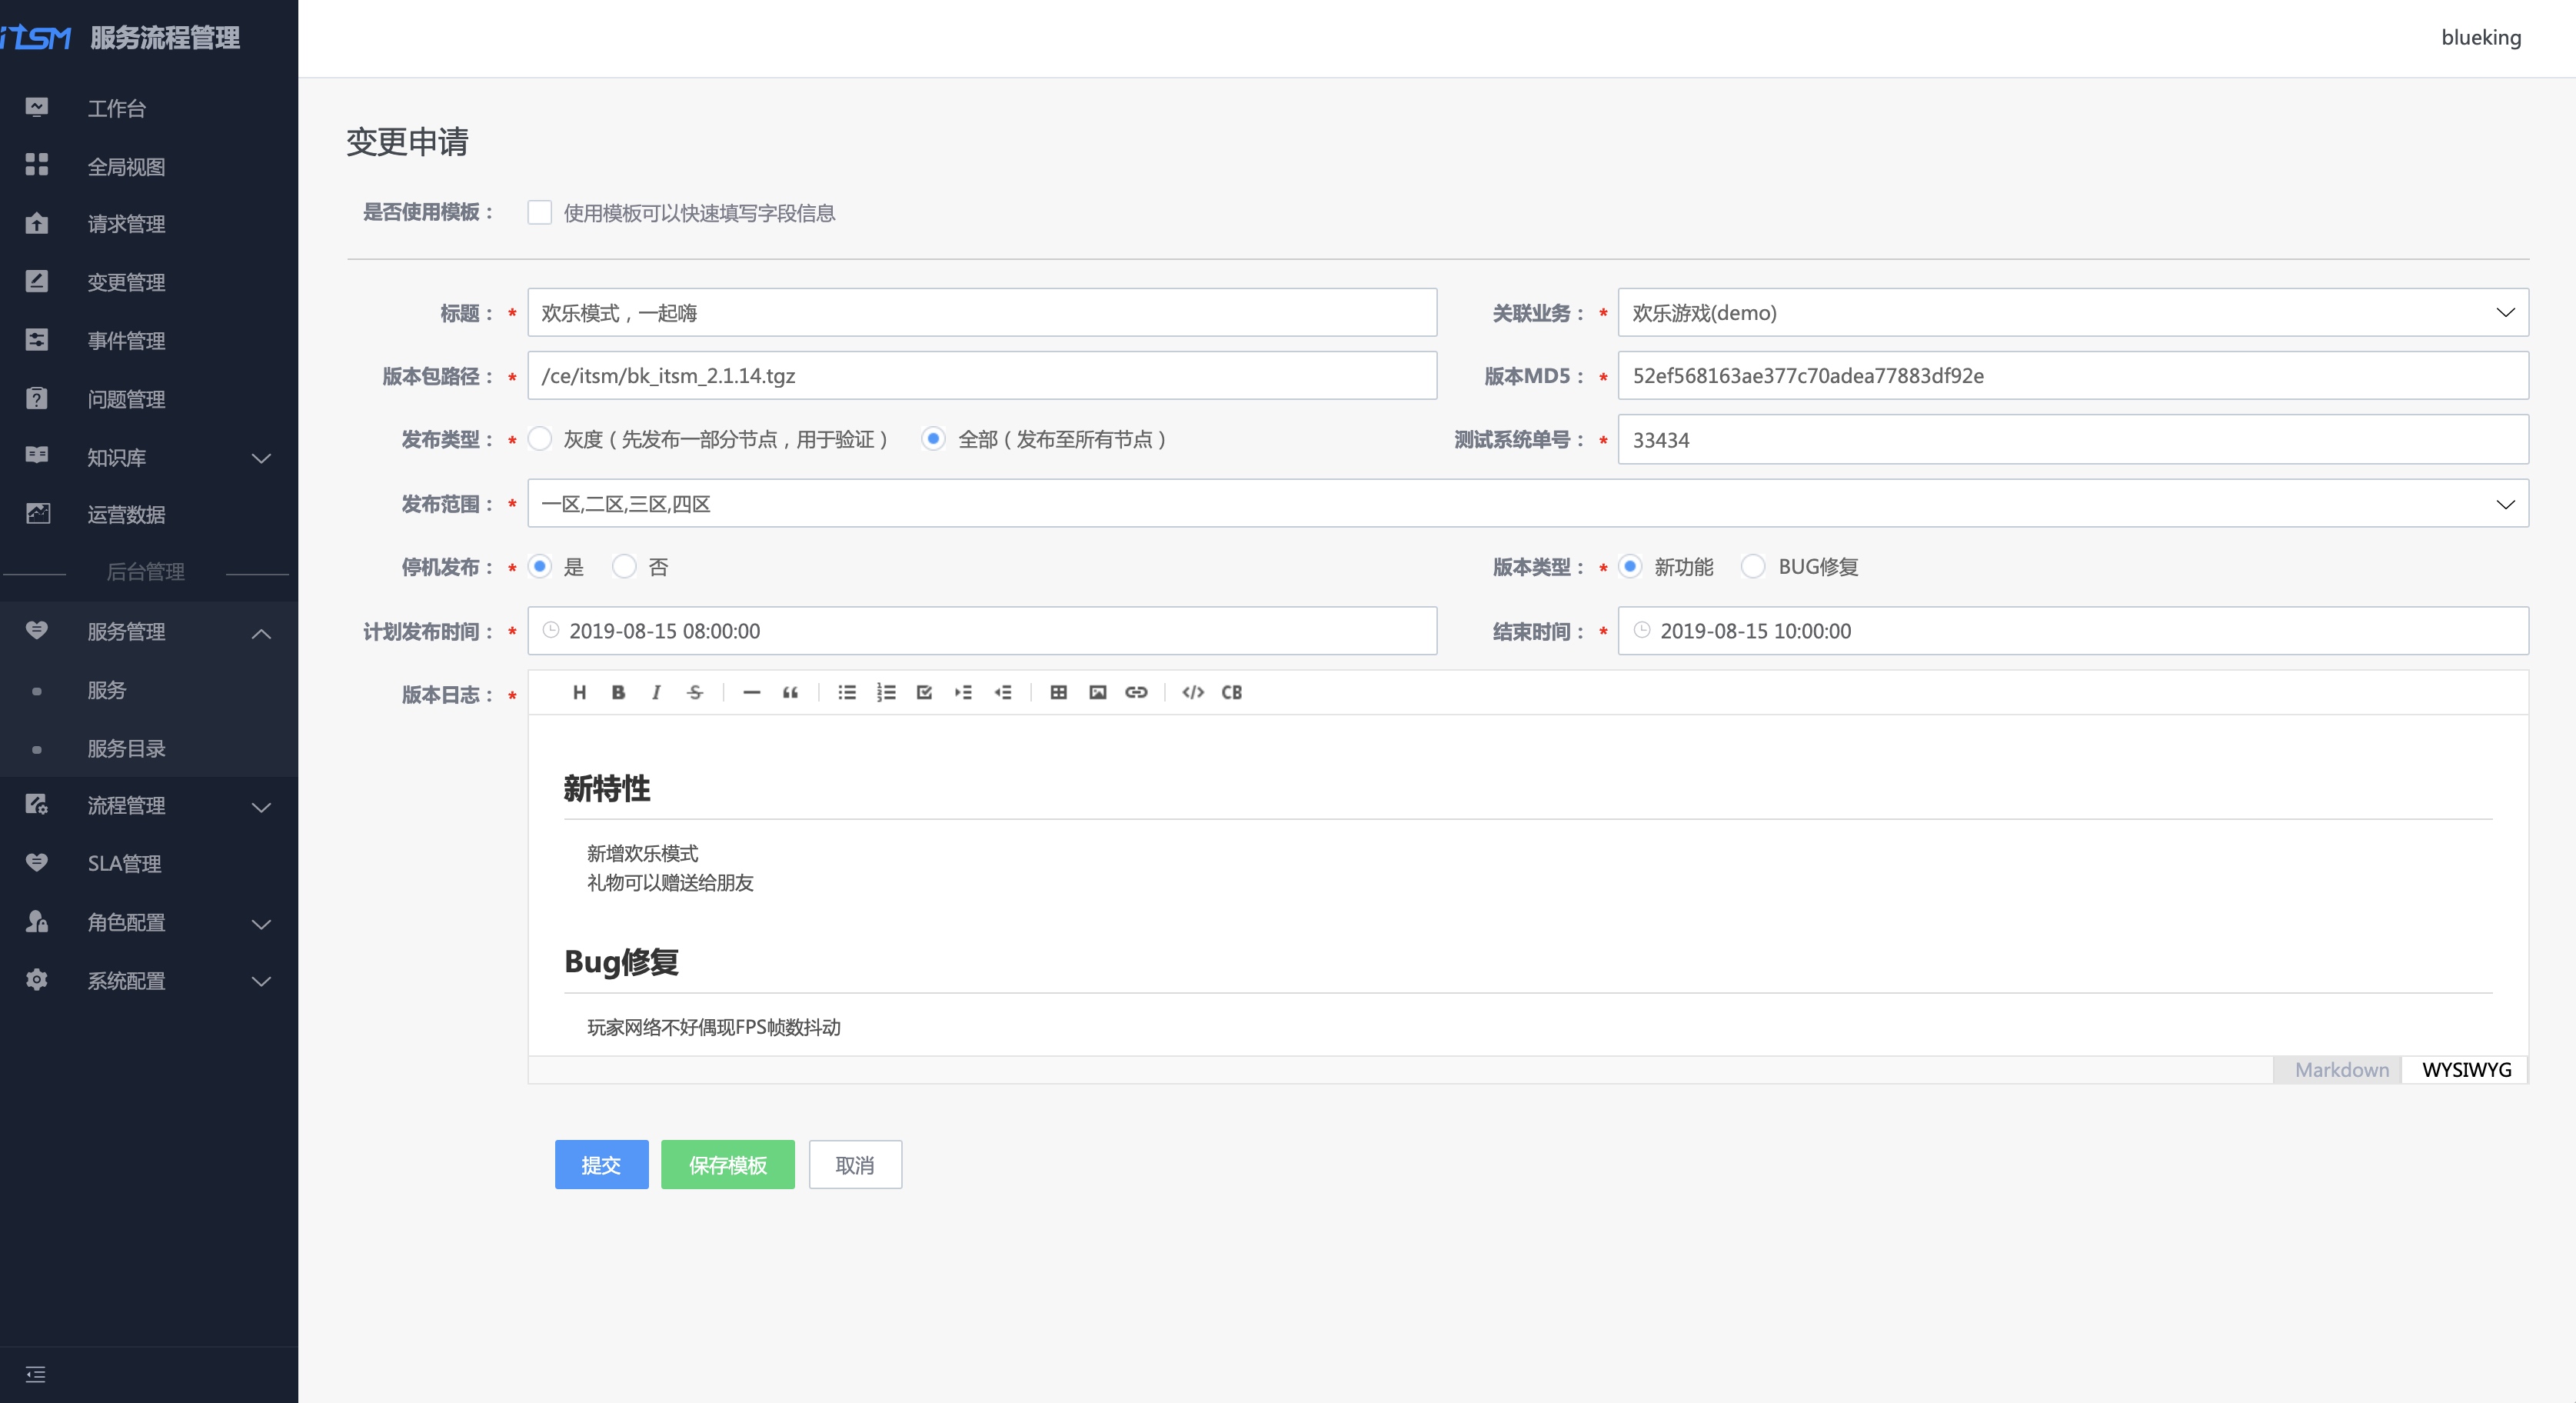 itsm 服务流程管理
blueking
工作台
全局视图
请求管理
变更管理
事件管理
问题管理
知识库
运营数据
后台管理
服务管理
服务
服务目录
流程管理
SLA管理
角色配置
系统配置
变更申请
是否使用模板： 使用模板可以快速填写字段信息
标题： * 欢乐模式，一起嗨 关联业务： * 欢乐游戏(demo)
版本包路径： * /ce/itsm/bk_itsm_2.1.14.tgz 版本MD5： * 52ef568163ae377c70adea77883df92e
发布类型： * 灰度（先发布一部分节点，用于验证） 全部（发布至所有节点） 测试系统单号： * 33434
发布范围： * 一区,二区,三区,四区
停机发布： * 是 否 版本类型： * 新功能 BUG修复
计划发布时间： * 2019-08-15 08:00:00 结束时间： * 2019-08-15 10:00:00
版本日志： * H B I S “ </> CB
新特性
新增欢乐模式
礼物可以赠送给朋友
Bug修复
玩家网络不好偶现FPS帧数抖动
Markdown WYSIWYG
提交 保存模板 取消